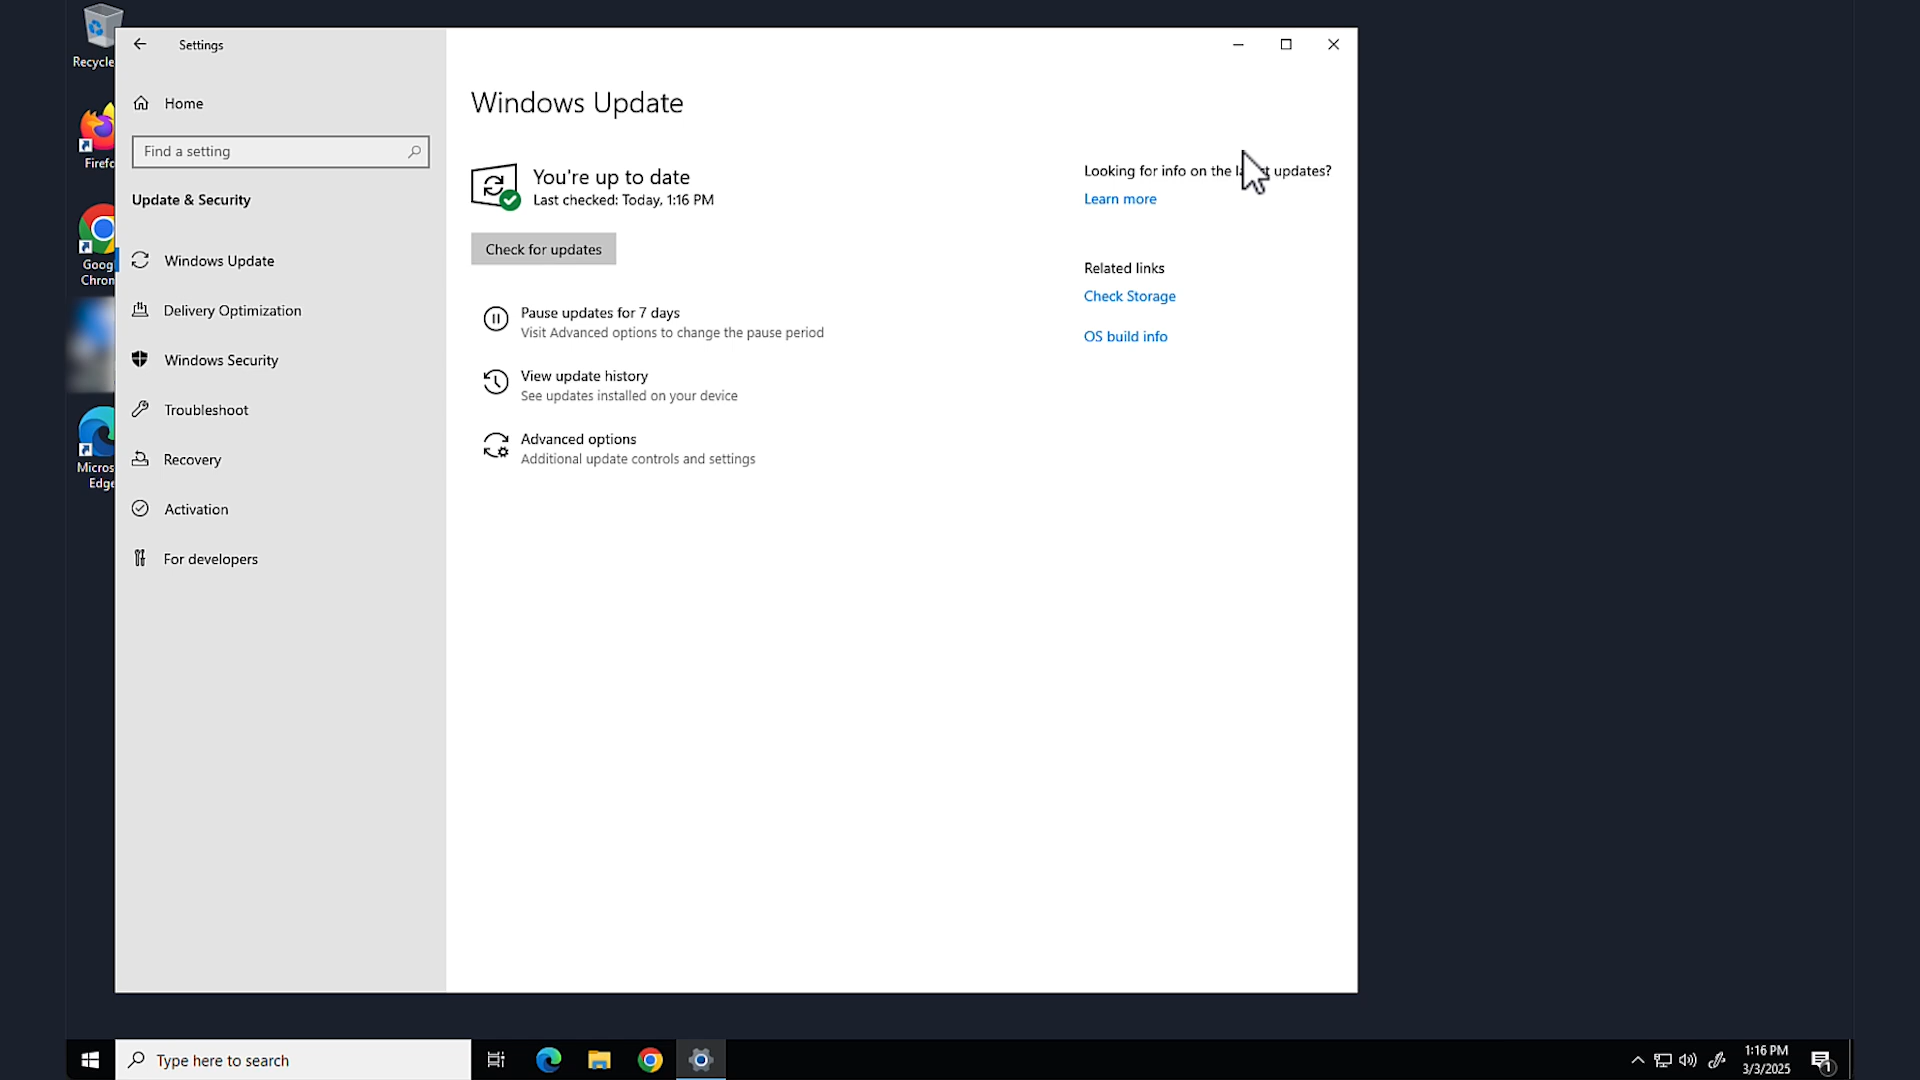 Recycle
Firefo
Goog
Chron
Micros
Edge
Settings
Home
Find a setting
Update & Security
Windows Update
Delivery Optimization
Windows Security
Troubleshoot
Recovery
Activation
For developers
Windows Update
You're up to date
Last checked: Today, 1:16 PM
Check for updates
Pause updates for 7 days
Visit Advanced options to change the pause period
View update history
See updates installed on your device
Advanced options
Additional update controls and settings
Looking for info on the latest updates?
Learn more
Related links
Check Storage
OS build info
Type here to search
1:16 PM
3/3/2025
1